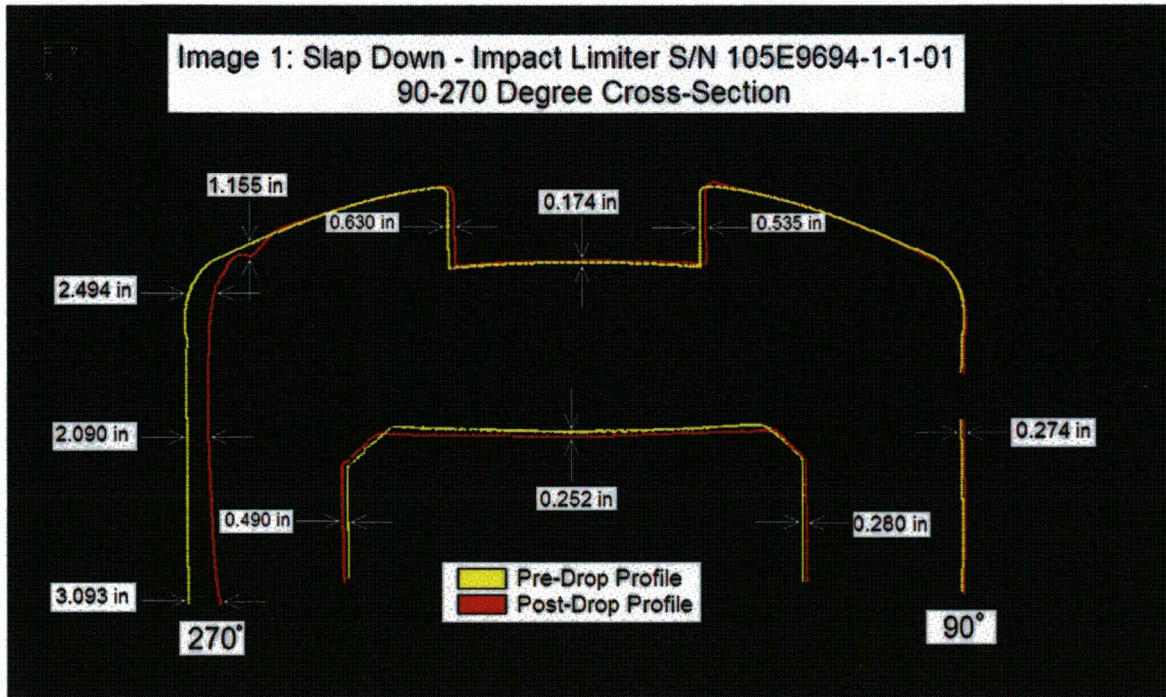 Image 1: Slap Down - Impact Limiter S/N 105E9694-1-1-01
90-270 Degree Cross-Section
1.155 in
0.630 in
0.174 in
0.535 in
2.494 in
2.090 in
0.274 in
0.252 in
0.490 in
0.280 in
Pre-Drop Profile
Post-Drop Profile
3.093 in
270°
90°